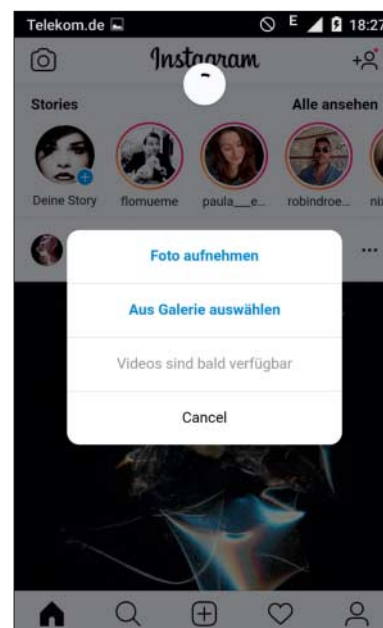 Telekom.de E 18:27
Instagram
Stories Alle ansehen
Deine Story flomueme paula___e... robindroe...
Foto aufnehmen
Aus Galerie auswählen
Videos sind bald verfügbar
Cancel